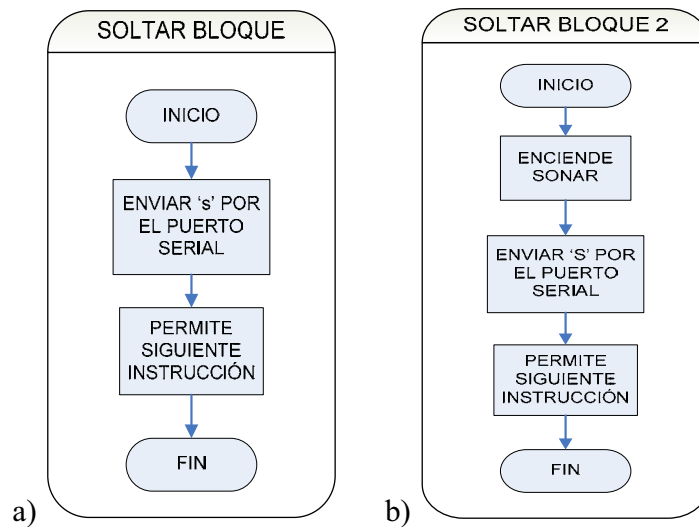 SOLTAR BLOQUE
INICIO
ENVIAR ‘s’ POR
EL PUERTO
SERIAL
PERMITE
SIGUIENTE
INSTRUCCIÓN
FIN
a)
SOLTAR BLOQUE 2
INICIO
ENCIENDE
SONAR
ENVIAR ‘S’ POR
EL PUERTO
SERIAL
PERMITE
SIGUIENTE
INSTRUCCIÓN
FIN
b)